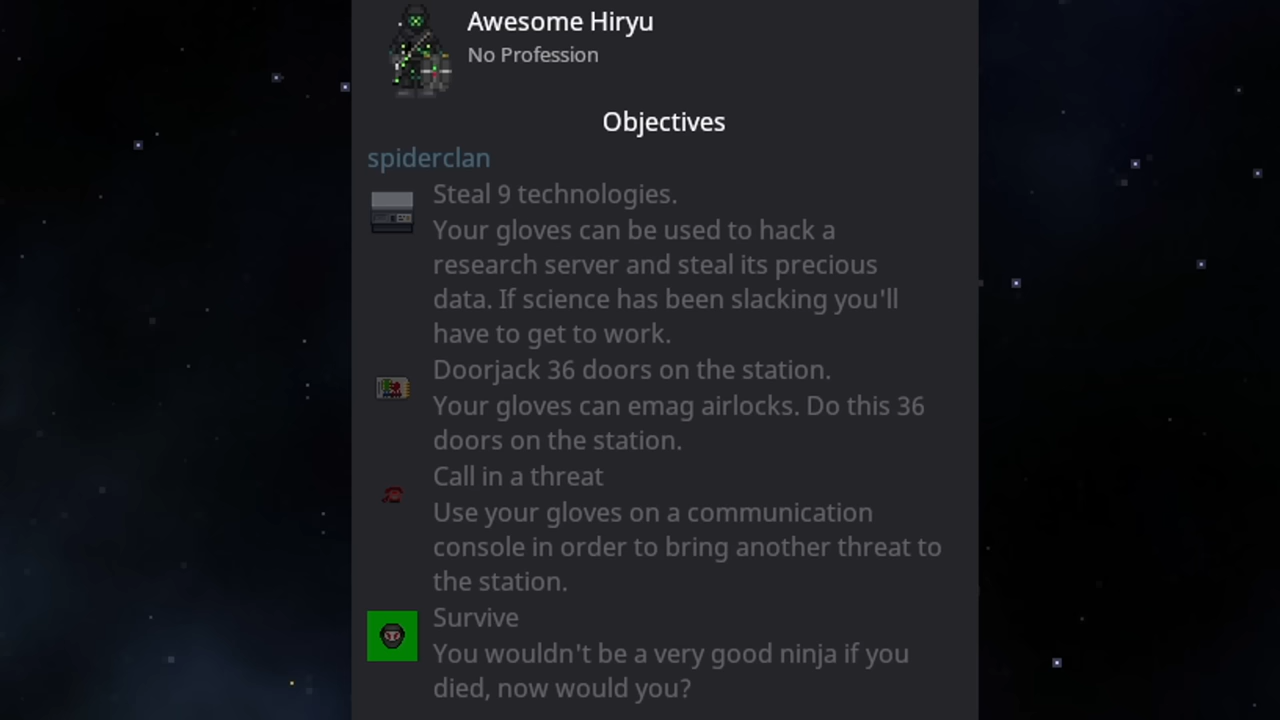 Awesome Hiryu
No Profession
Objectives
spiderclan
Steal 9 technologies.
Your gloves can be used to hack a
research server and steal its precious
data. If science has been slacking you'll
have to get to work.
Doorjack 36 doors on the station.
Your gloves can emag airlocks. Do this 36
doors on the station.
Call in a threat
Use your gloves on a communication
console in order to bring another threat to
the station.
Survive
You wouldn't be a very good ninja if you
died, now would you?